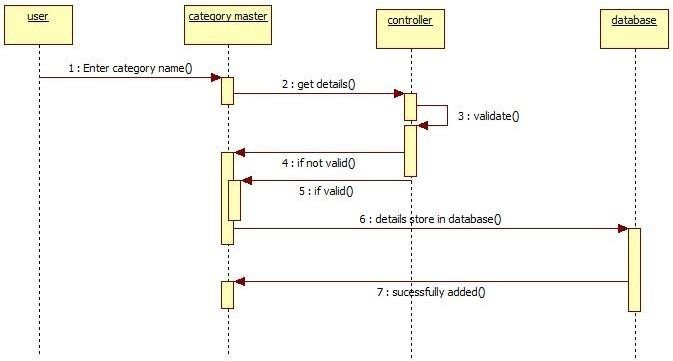 user
category master
controller
database
1 : Enter category name()
2 : get details()
3 : validate()
4 : if not valid()
5 : if valid()
6 : details store in database()
7 : sucessfully added()